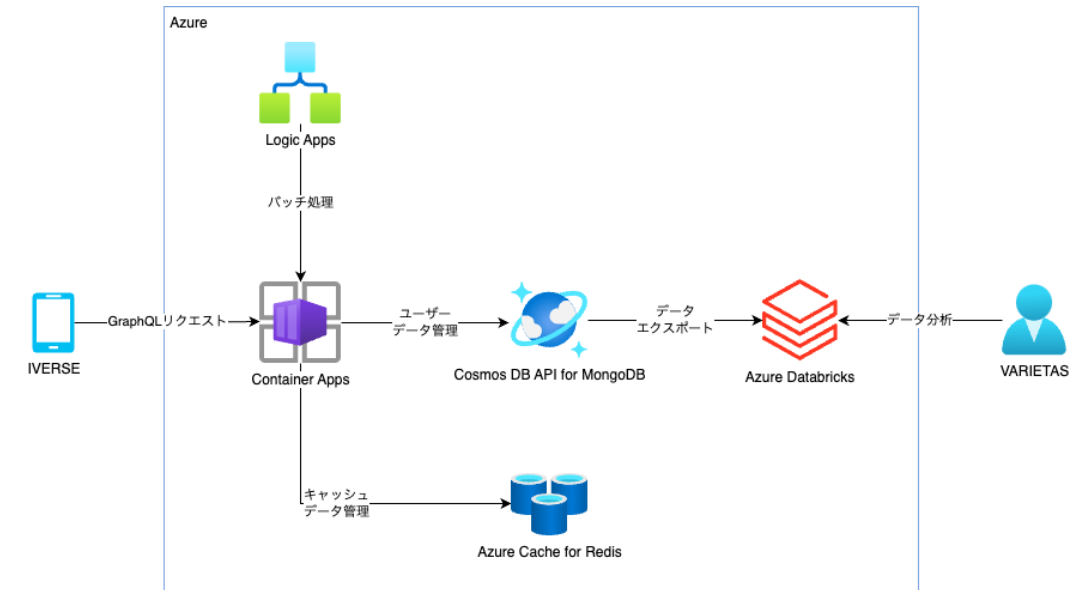 Azure
Logic Apps
バッチ処理
GraphQLリクエスト
IVERSE
Container Apps
ユーザー
データ管理
Cosmos DB API for MongoDB
データ
エクスポート
Azure Databricks
データ分析
VARIETAS
キャッシュ
データ管理
Azure Cache for Redis